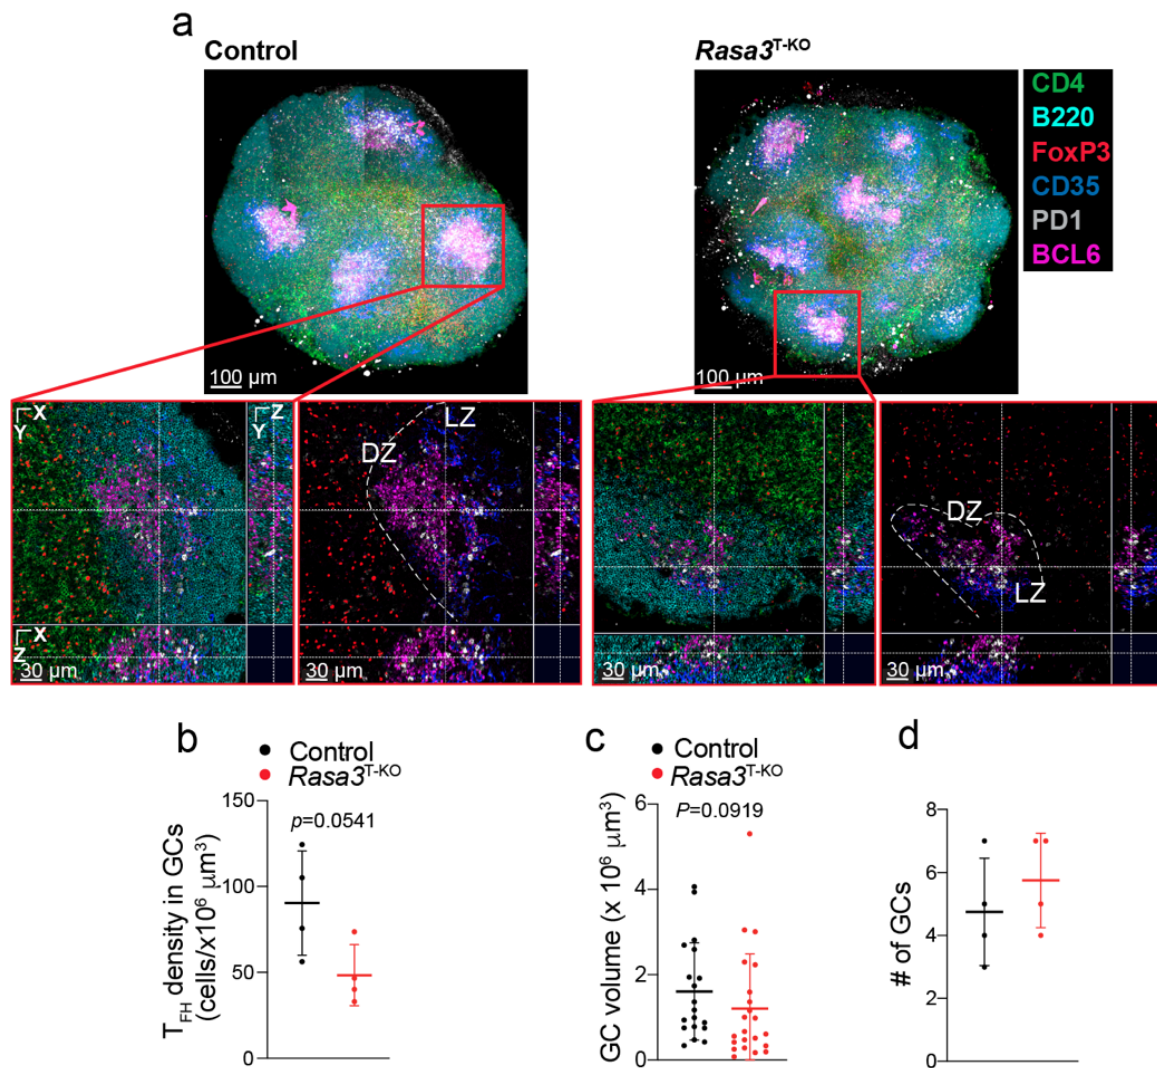 a
Control
Rasa3ᵀ⁻ᴷᴼ
CD4
B220
FoxP3
CD35
PD1
BCL6
100 µm
100 µm
X
Y
Z
Y
DZ
LZ
X
Z
30 µm
30 µm
DZ
LZ
30 µm
30 µm
b
Control
Rasa3ᵀ⁻ᴷᴼ
p=0.0541
TFH density in GCs
(cells/x10⁶ µm³)
150
100
50
0
c
Control
Rasa3ᵀ⁻ᴷᴼ
P=0.0919
GC volume (x 10⁶ µm³)
6
4
2
0
d
# of GCs
8
6
4
2
0